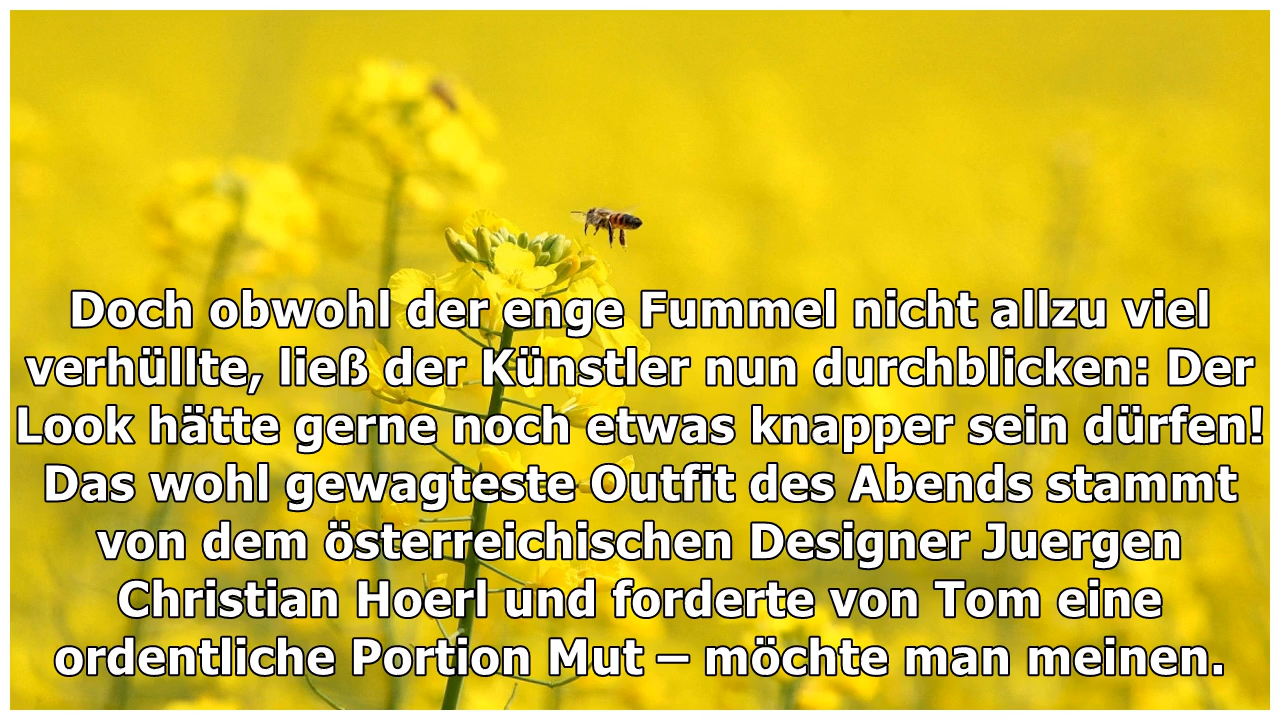 Doch obwohl der enge Fummel nicht allzu viel
verhüllte, ließ der Künstler nun durchblicken: Der
Look hätte gerne noch etwas knapper sein dürfen!
Das wohl gewagteste Outfit des Abends stammt
von dem österreichischen Designer Juergen
Christian Hoerl und forderte von Tom eine
ordentliche Portion Mut – möchte man meinen.